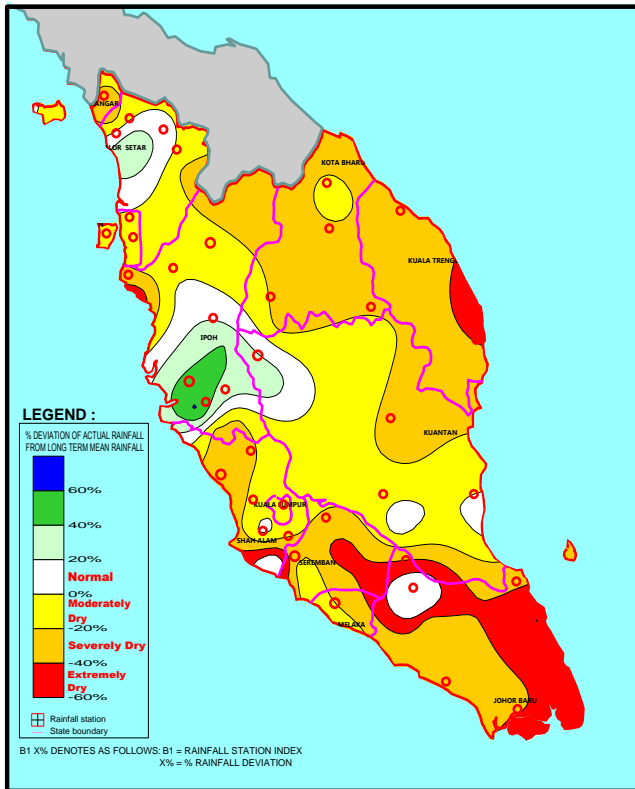 ANGAR
LOR SETAR
KOTA BHARU
KUALA TRENG
IPOH
KUANTAN
KUALA LUMPUR
SHAH ALAM
SEREMBAN
MELAKA
JOHOR BARU
LEGEND :
% DEVIATION OF ACTUAL RAINFALL
FROM LONG TERM MEAN RAINFALL
60%
40%
20%
Normal
0%
Moderately
Dry
-20%
Severely Dry
-40%
Extremely
Dry
-60%
Rainfall station
State boundary
B1 X% DENOTES AS FOLLOWS: B1 = RAINFALL STATION INDEX
X% = % RAINFALL DEVIATION